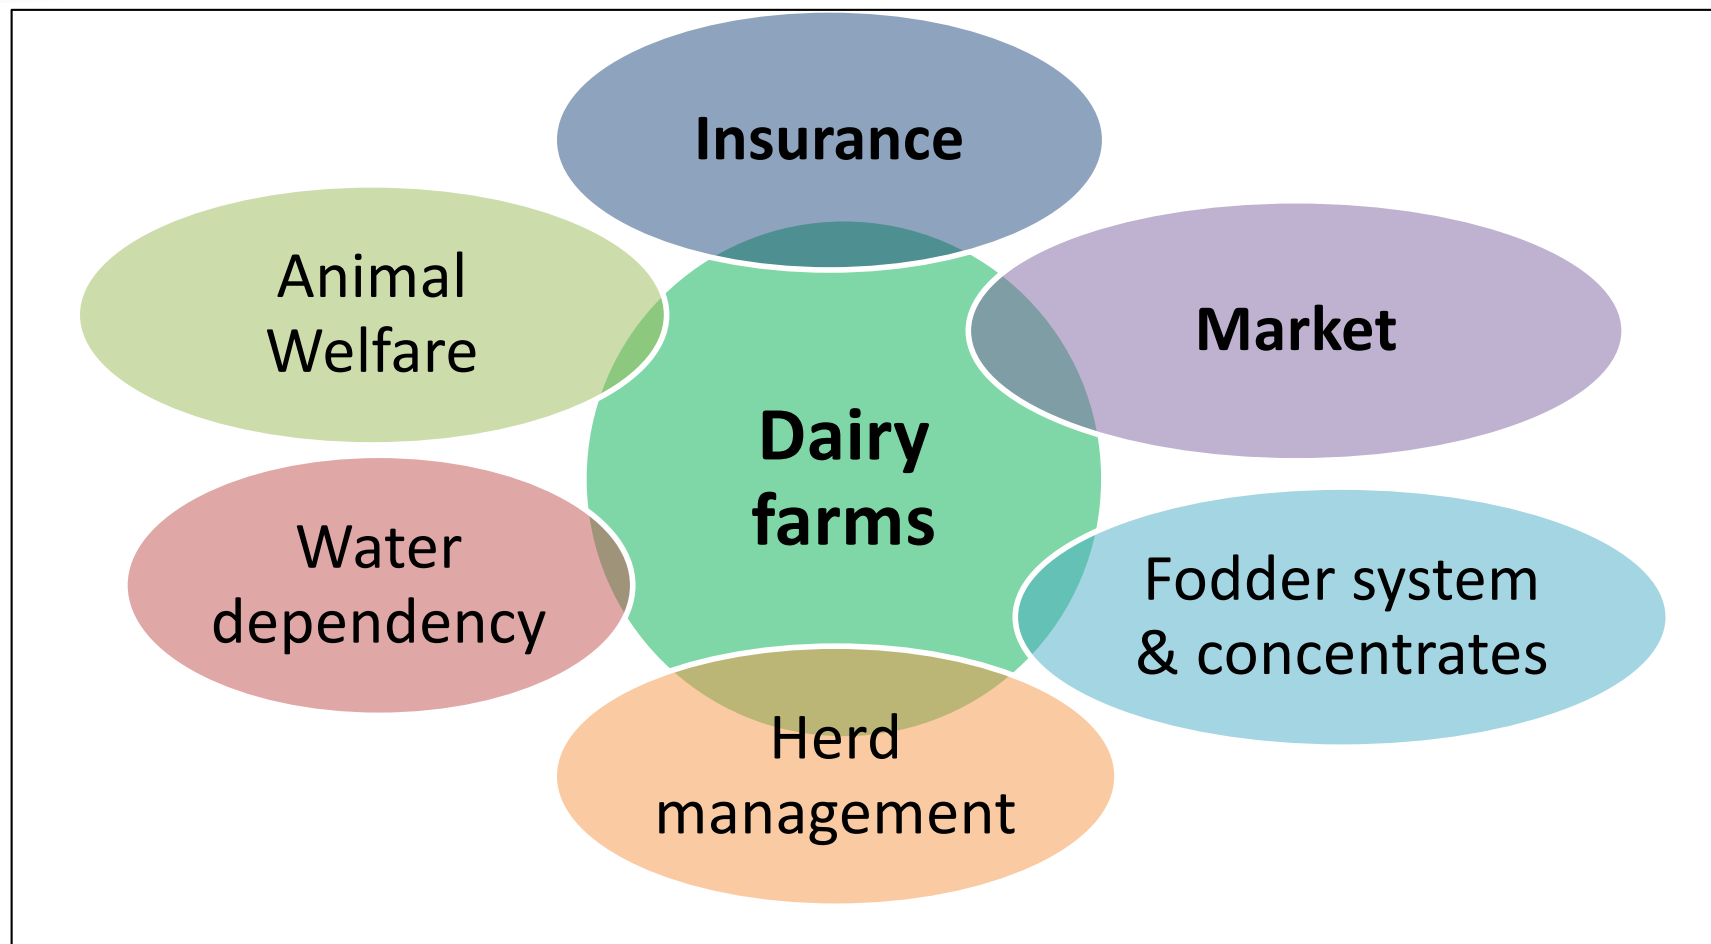 Insurance
Animal
Welfare
Market
Dairy
farms
Water
dependency
Fodder system
& concentrates
Herd
management